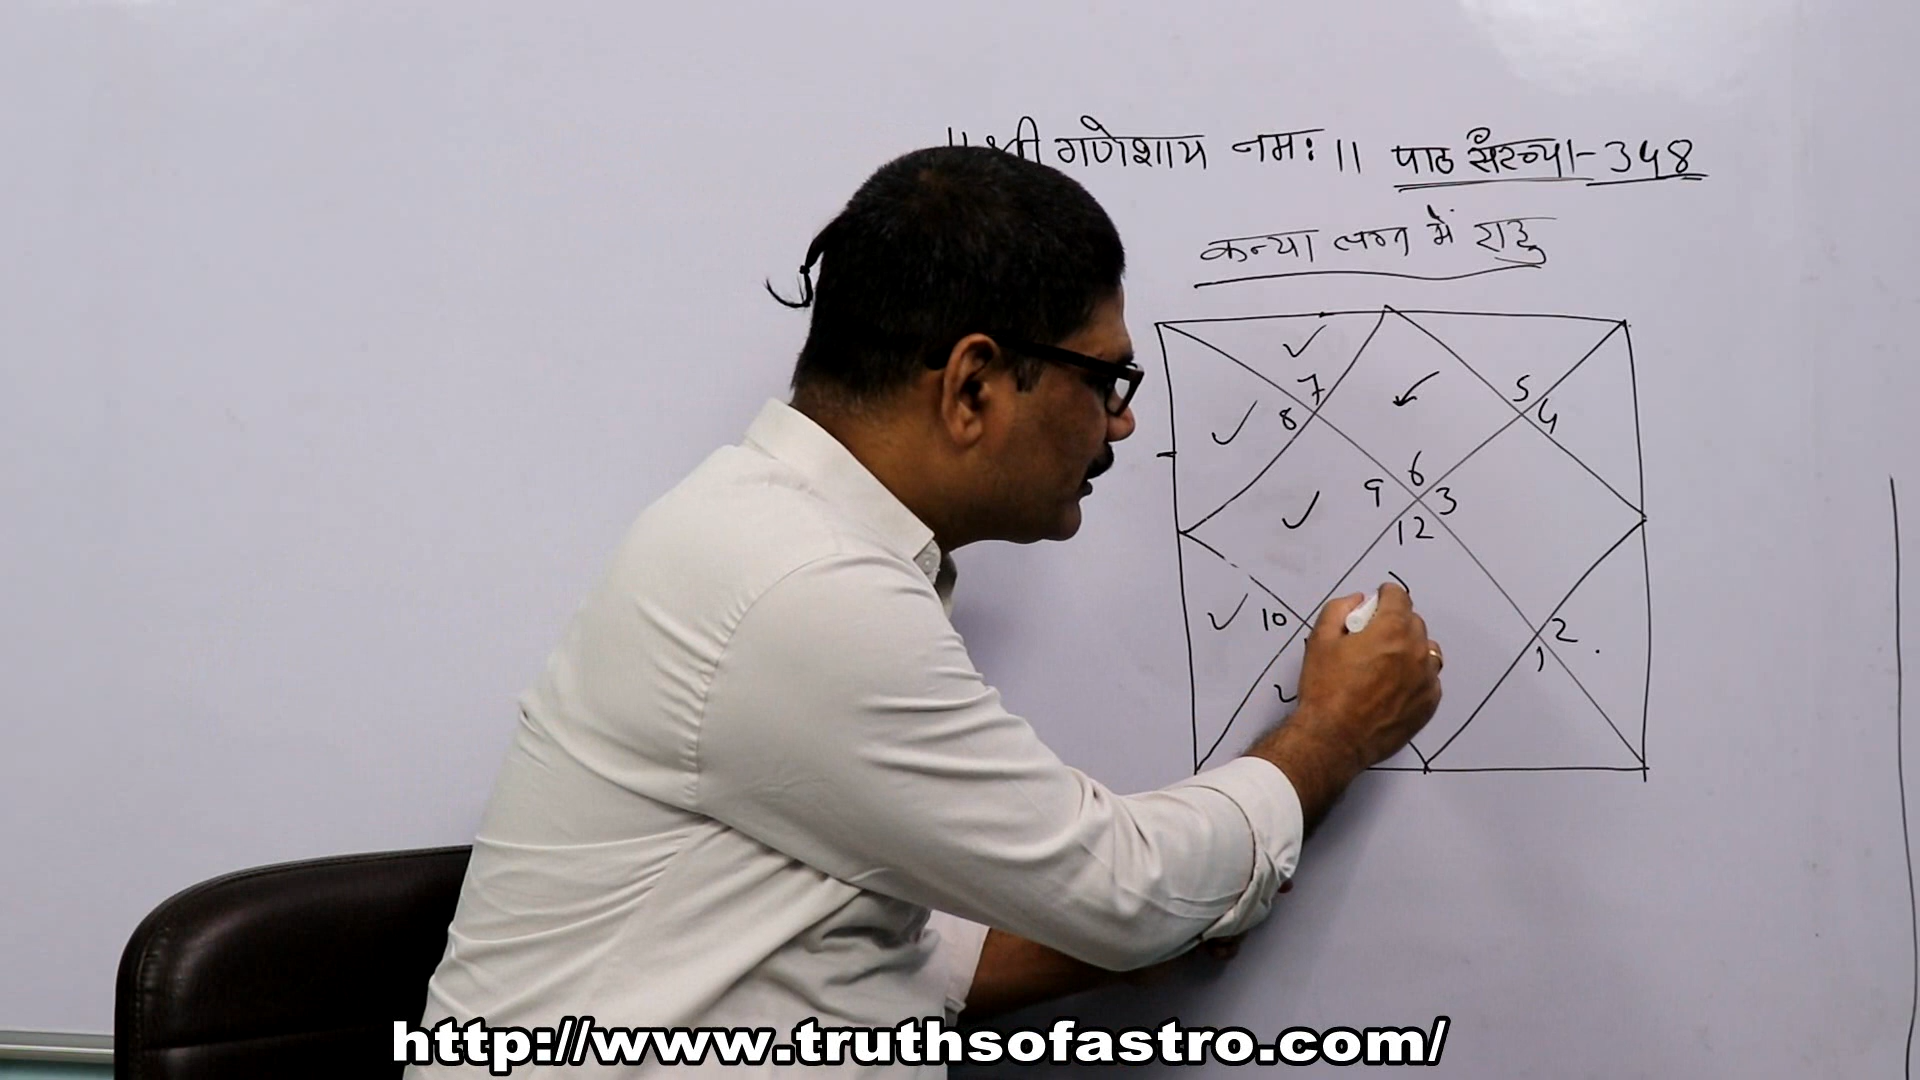 ॥ श्री गणेशाय नमः ॥ पाठ संख्या-348
कन्या लग्न में राहु
7 5
8 4
6
9 3
12
10 2
1
http://www.truthsofastro.com/